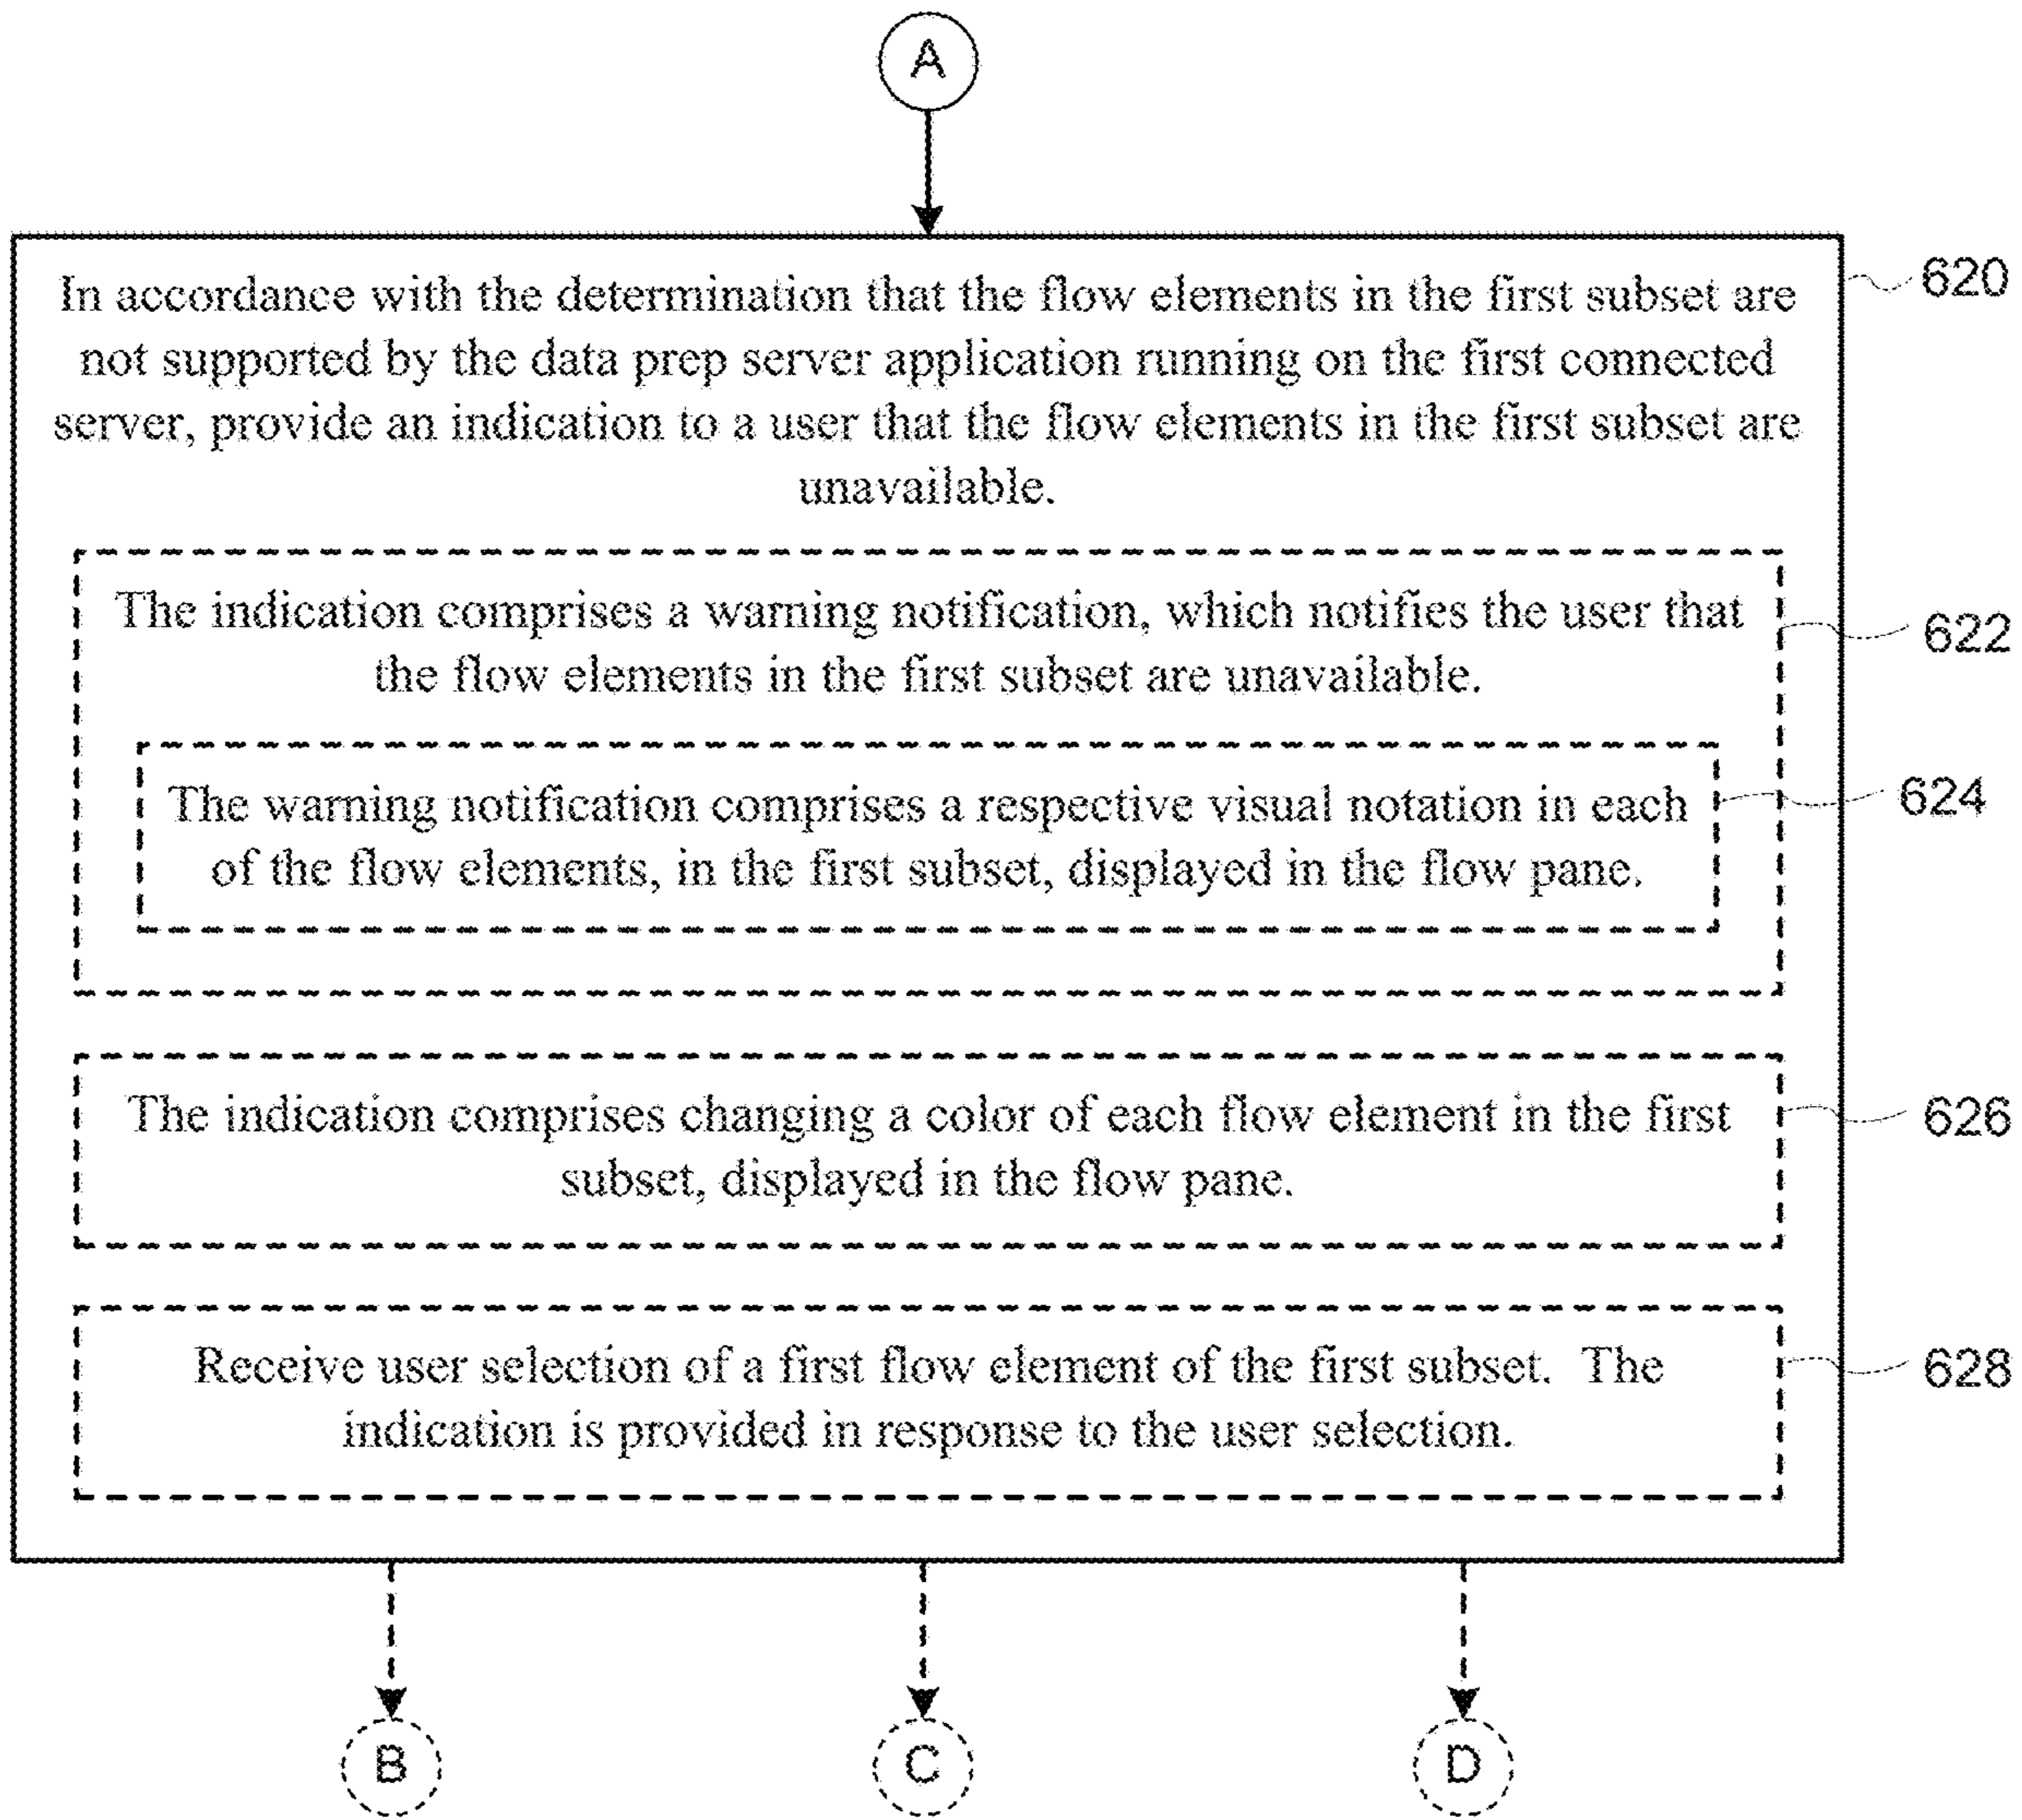 A
In accordance with the determination that the flow elements in the first subset are
not supported by the data prep server application running on the first connected
server, provide an indication to a user that the flow elements in the first subset are
unavailable.
620
The indication comprises a warning notification, which notifies the user that
the flow elements in the first subset are unavailable.
622
The warning notification comprises a respective visual notation in each
of the flow elements, in the first subset, displayed in the flow pane.
624
The indication comprises changing a color of each flow element in the first
subset, displayed in the flow pane.
626
Receive user selection of a first flow element of the first subset.  The
indication is provided in response to the user selection.
628
B
C
D